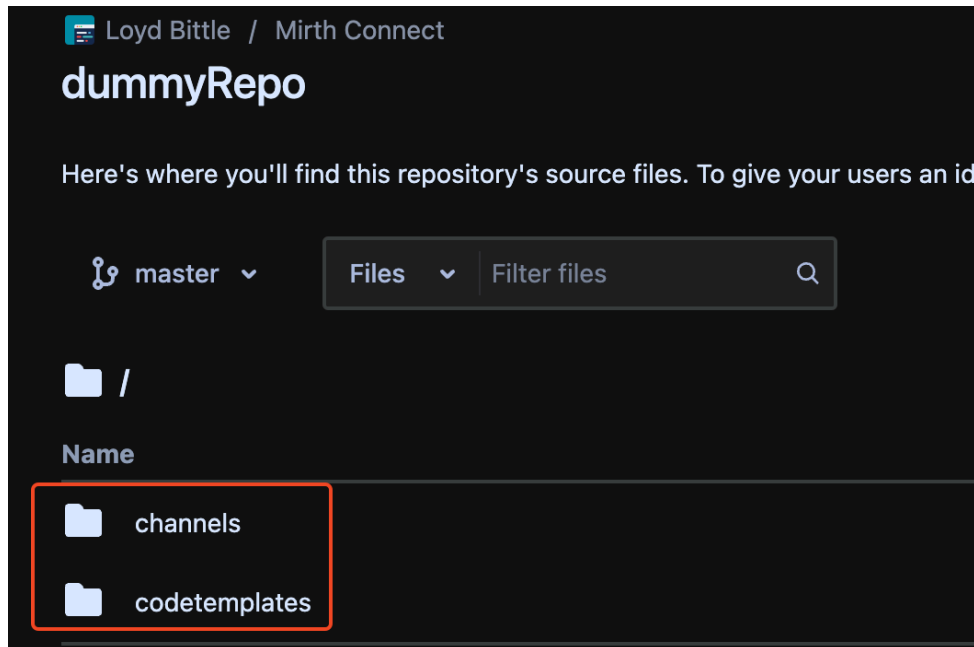 Loyd Bittle / Mirth Connect
dummyRepo
Here's where you'll find this repository's source files. To give your users an id
master
Files Filter files
/
Name
channels
codetemplates